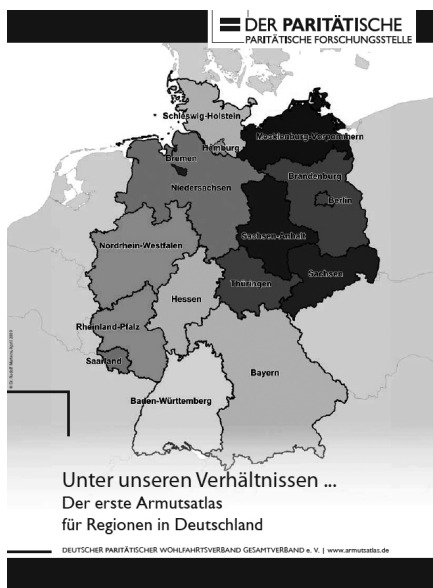 DER PARITÄTISCHE
PARITÄTISCHE FORSCHUNGSSTELLE
Schleswig-Holstein
Mecklenburg-Vorpommern
Hamburg
Bremen
Brandenburg
Niedersachsen
Berlin
Sachsen-Anhalt
Nordrhein-Westfalen
Sachsen
Thüringen
Hessen
Rheinland-Pfalz
Saarland
Bayern
Baden-Württemberg
Unter unseren Verhältnissen ...
Der erste Armutsatlas
für Regionen in Deutschland
DEUTSCHER PARITÄTISCHER WOHLFAHRTSVERBAND GESAMTVERBAND e. V. | www.armutsatlas.de